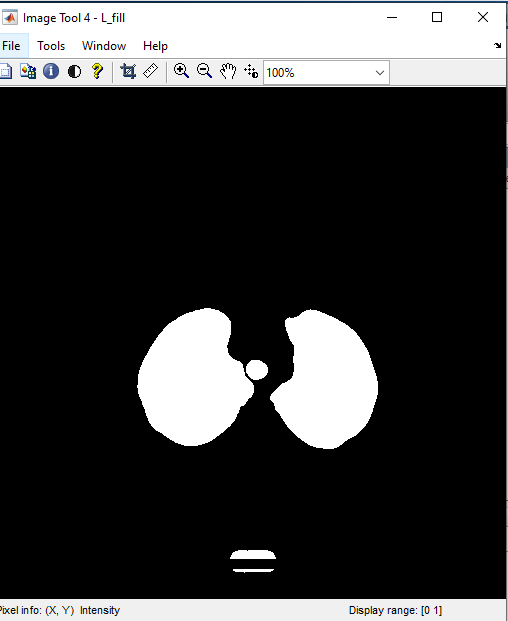 Image Tool 4 - L_fill
File Tools Window Help
100%
Pixel info: (X, Y) Intensity
Display range: [0 1]